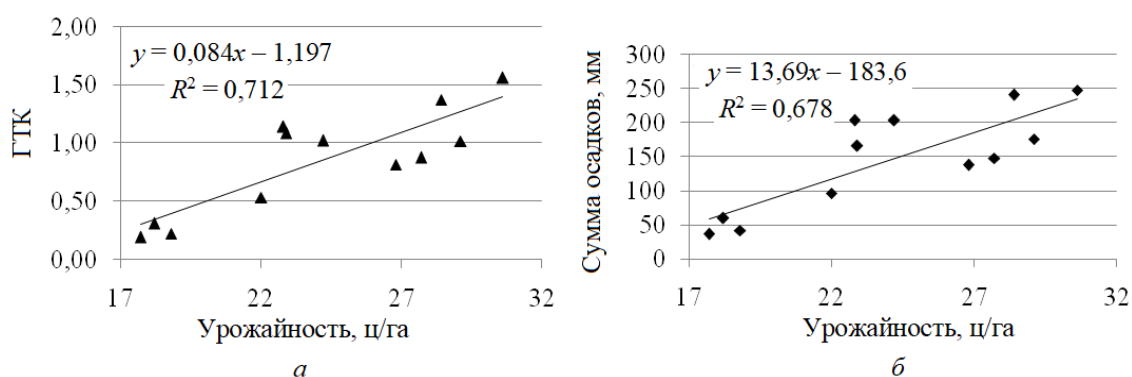 2,00
1,50
1,00
0,50
0,00
ГТК
y = 0,084x – 1,197
R² = 0,712
17 22 27 32
Урожайность, ц/га
а
300
250
200
150
100
50
0
Сумма осадков, мм
y = 13,69x – 183,6
R² = 0,678
17 22 27 32
Урожайность, ц/га
б